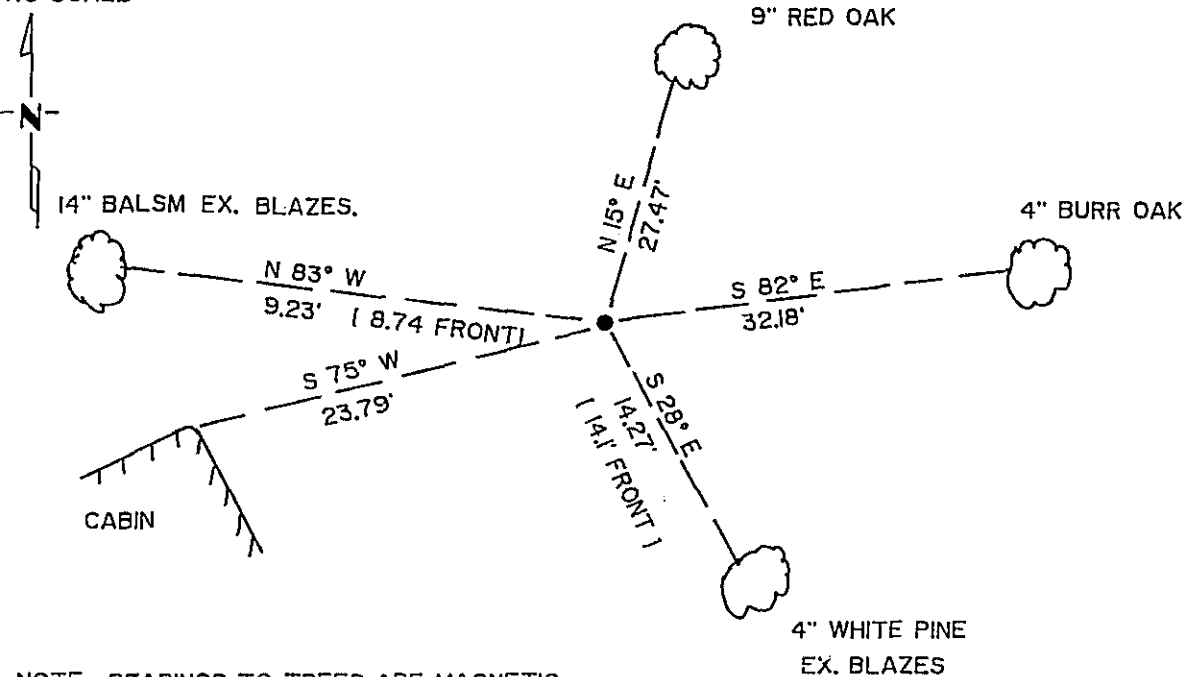 N
9" RED OAK
14" BALSM EX. BLAZES.
4" BURR OAK
N 15° E
27.47'
N 83° W
9.23' ( 8.74 FRONT)
S 82° E
32.18'
S 75° W
23.79'
S 28° E
14.27'
( 14.1' FRONT )
CABIN
4" WHITE PINE
EX. BLAZES